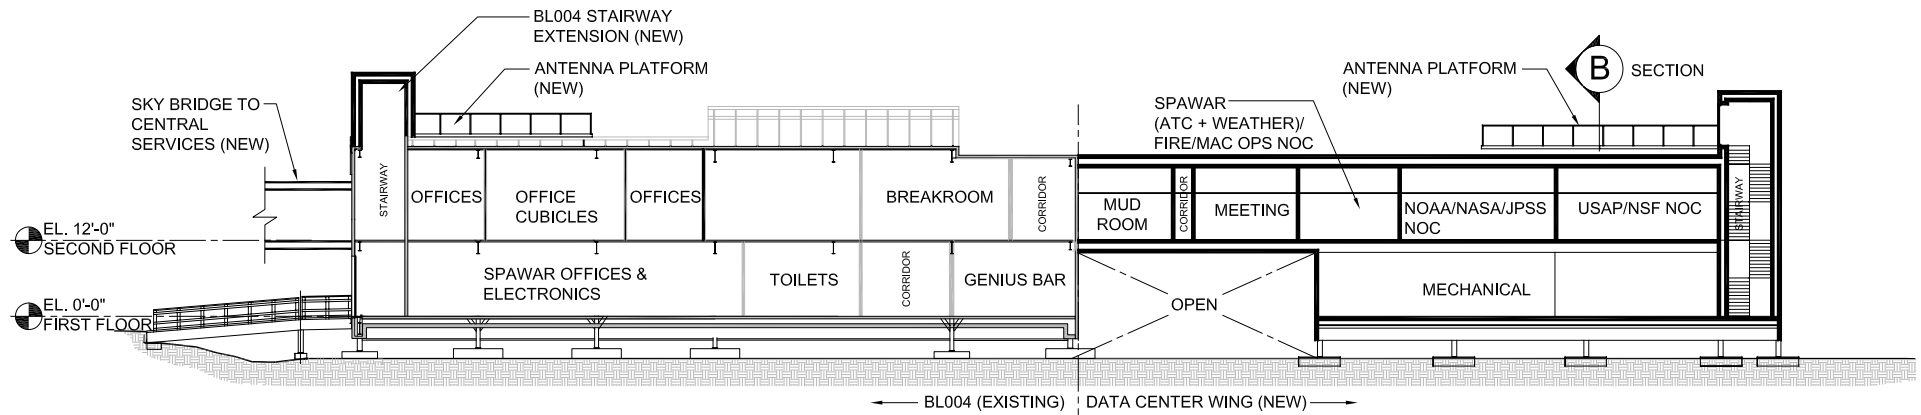 BL004 STAIRWAY
EXTENSION (NEW)
ANTENNA PLATFORM
(NEW)
SKY BRIDGE TO
CENTRAL
SERVICES (NEW)
ANTENNA PLATFORM
(NEW)
B
SECTION
SPAWAR
(ATC + WEATHER)/
FIRE/MAC OPS NOC
STAIRWAY
OFFICES
OFFICE
CUBICLES
OFFICES
BREAKROOM
CORRIDOR
MUD
ROOM
CORRIDOR
MEETING
NOAA/NASA/JPSS
NOC
USAP/NSF NOC
STAIRWAY
EL. 12'-0"
SECOND FLOOR
SPAWAR OFFICES &
ELECTRONICS
TOILETS
CORRIDOR
GENIUS BAR
OPEN
MECHANICAL
EL. 0'-0"
FIRST FLOOR
BL004 (EXISTING)
DATA CENTER WING (NEW)